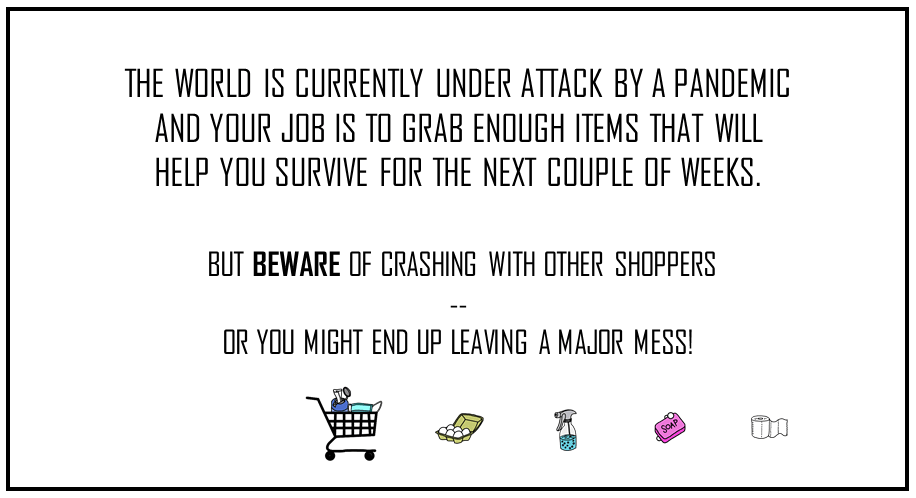 THE WORLD IS CURRENTLY UNDER ATTACK BY A PANDEMIC
AND YOUR JOB IS TO GRAB ENOUGH ITEMS THAT WILL
HELP YOU SURVIVE FOR THE NEXT COUPLE OF WEEKS.
BUT BEWARE OF CRASHING WITH OTHER SHOPPERS
--
OR YOU MIGHT END UP LEAVING A MAJOR MESS!
SOAP